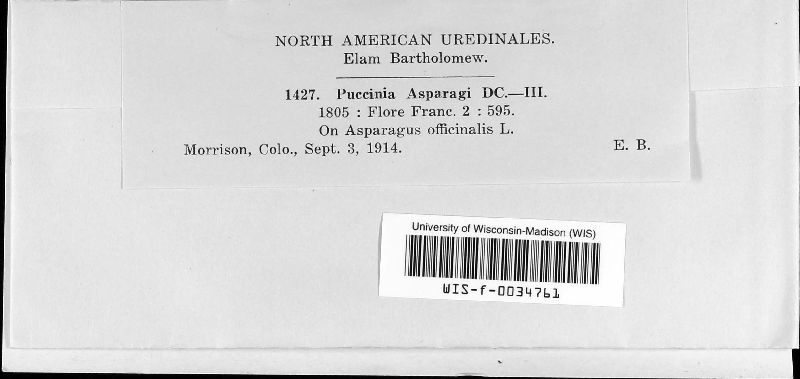 NORTH AMERICAN UREDINALES.
Elam Bartholomew.
1427. Puccinia Asparagi DC.—III.
1805 : Flore Franc. 2 : 595.
On Asparagus officinalis L.
Morrison, Colo., Sept. 3, 1914. E. B.
University of Wisconsin-Madison (WIS)
WIS-f-0034761